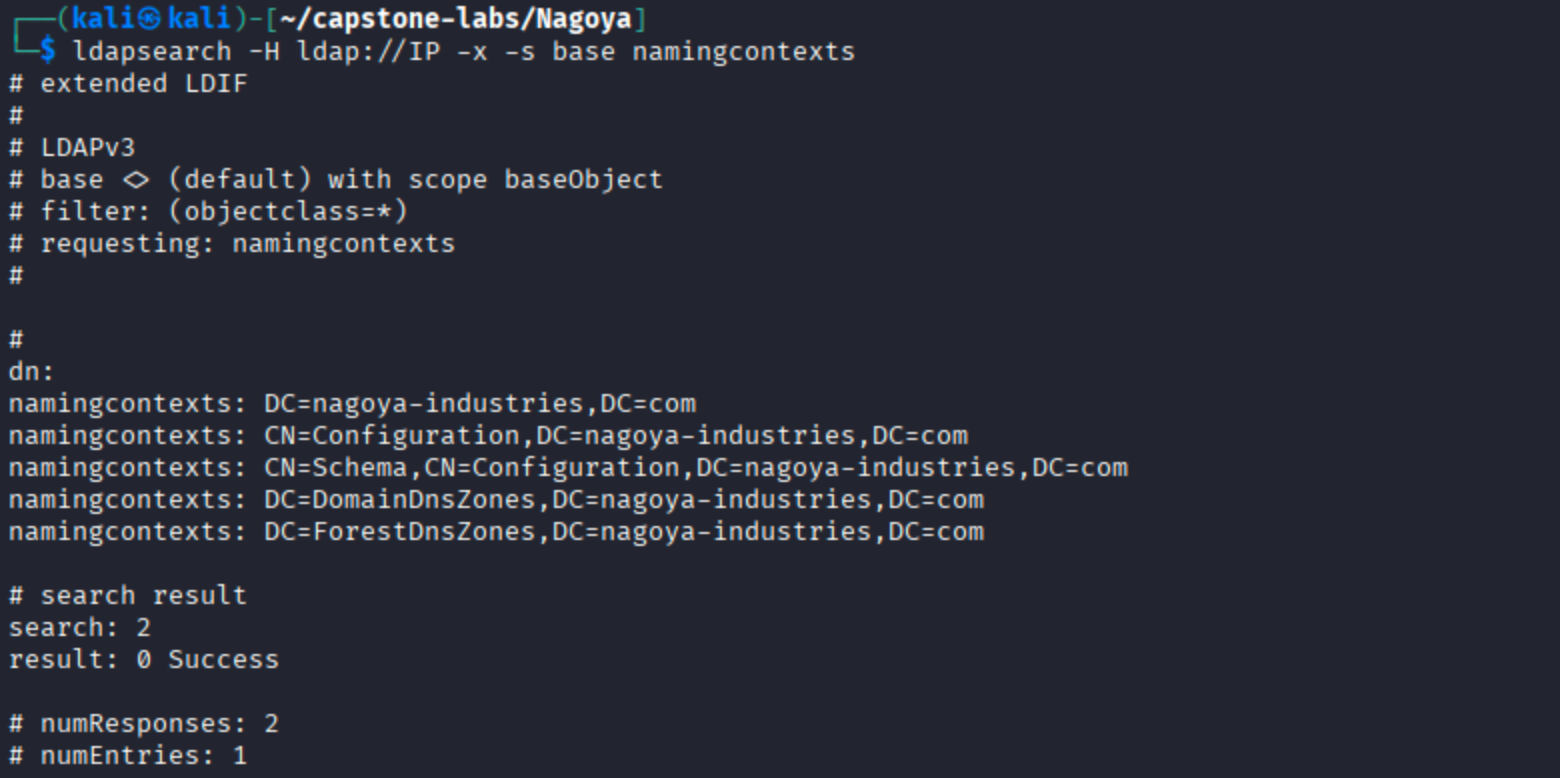 ┌──(kali㉿kali)-[~/capstone-labs/Nagoya]
└─$ ldapsearch -H ldap://IP -x -s base namingcontexts
# extended LDIF
#
# LDAPv3
# base <> (default) with scope baseObject
# filter: (objectclass=*)
# requesting: namingcontexts
#

#
dn:
namingcontexts: DC=nagoya-industries,DC=com
namingcontexts: CN=Configuration,DC=nagoya-industries,DC=com
namingcontexts: CN=Schema,CN=Configuration,DC=nagoya-industries,DC=com
namingcontexts: DC=DomainDnsZones,DC=nagoya-industries,DC=com
namingcontexts: DC=ForestDnsZones,DC=nagoya-industries,DC=com

# search result
search: 2
result: 0 Success

# numResponses: 2
# numEntries: 1